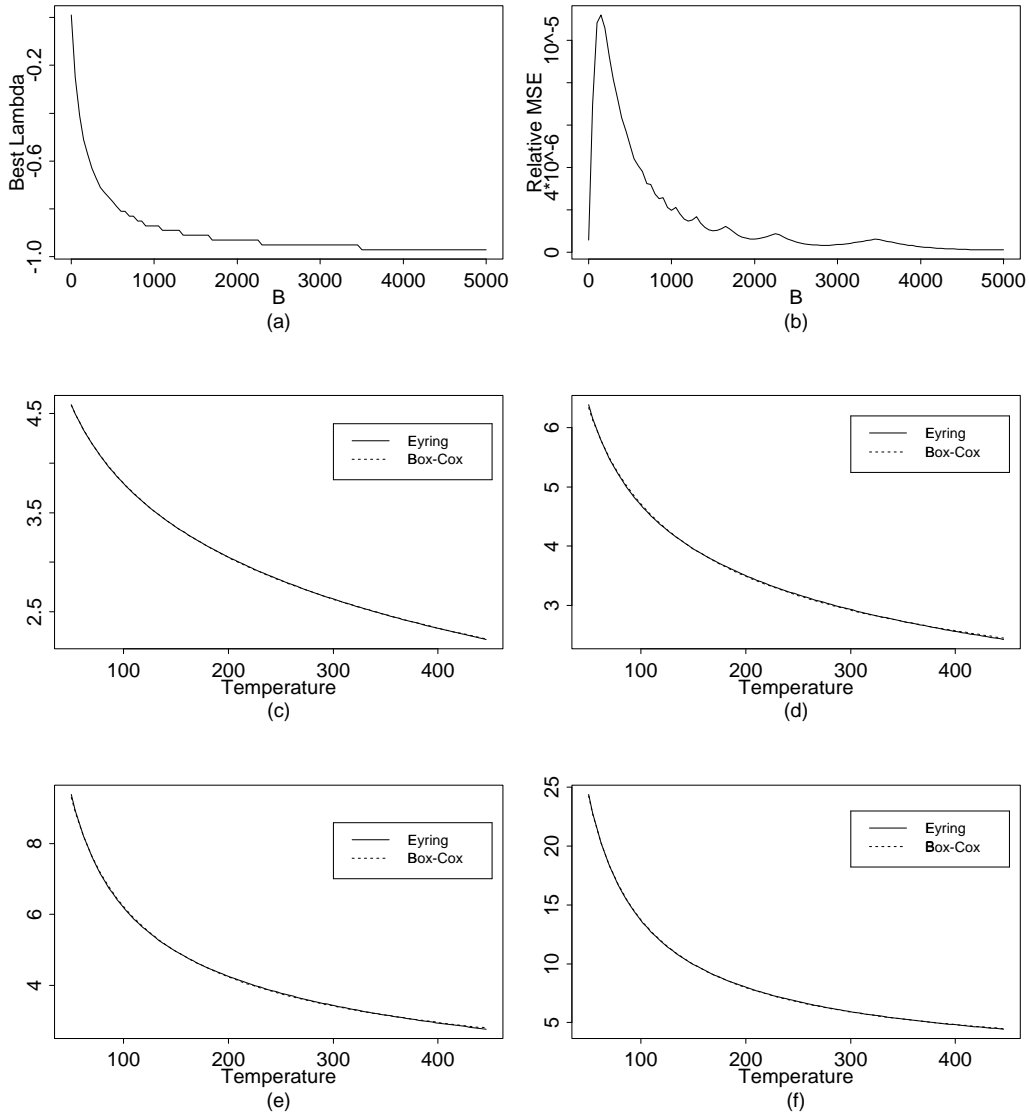 Best Lambda
-0.2
-0.6
-1.0
0 1000 2000 3000 4000 5000
B
(a)
Relative MSE
10^-5
4*10^-6
0
0 1000 2000 3000 4000 5000
B
(b)
4.5
3.5
2.5
Eyring
Box-Cox
100 200 300 400
Temperature
(c)
6
5
4
3
Eyring
Box-Cox
100 200 300 400
Temperature
(d)
8
6
4
Eyring
Box-Cox
100 200 300 400
Temperature
(e)
25
20
15
10
5
Eyring
Box-Cox
100 200 300 400
Temperature
(f)